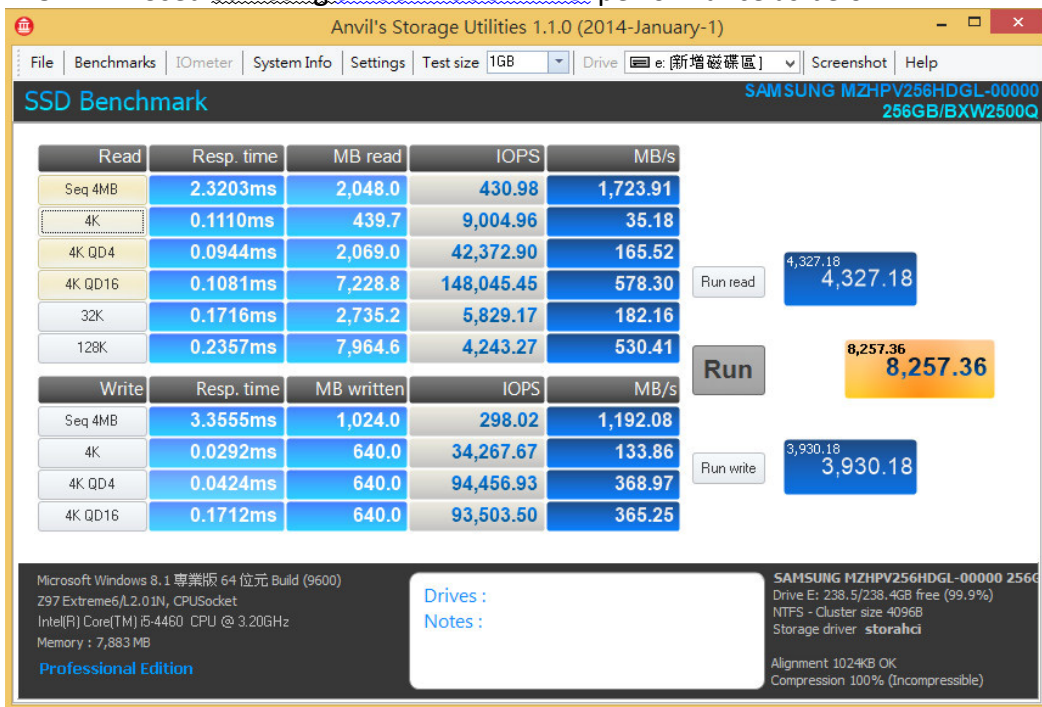 Anvil's Storage Utilities 1.1.0 (2014-January-1)
File Benchmarks IOmeter System Info Settings Test size 1GB Drive e: [新增磁碟區] Screenshot Help
SSD Benchmark
SAMSUNG MZHPV256HDGL-00000
256GB/BXW2500Q
Read Resp. time MB read IOPS MB/s
Seq 4MB 2.3203ms 2,048.0 430.98 1,723.91
4K 0.1110ms 439.7 9,004.96 35.18
4K QD4 0.0944ms 2,069.0 42,372.90 165.52
4K QD16 0.1081ms 7,228.8 148,045.45 578.30
32K 0.1716ms 2,735.2 5,829.17 182.16
128K 0.2357ms 7,964.6 4,243.27 530.41
Run read
4,327.18
4,327.18
Run
8,257.36
8,257.36
Write Resp. time MB written IOPS MB/s
Seq 4MB 3.3555ms 1,024.0 298.02 1,192.08
4K 0.0292ms 640.0 34,267.67 133.86
4K QD4 0.0424ms 640.0 94,456.93 368.97
4K QD16 0.1712ms 640.0 93,503.50 365.25
Run write
3,930.18
3,930.18
Microsoft Windows 8.1 專業版 64 位元 Build (9600)
Z97 Extreme6/L2.01N, CPUSocket
Intel(R) Core(TM) i5-4460 CPU @ 3.20GHz
Memory : 7,883 MB
Professional Edition
Drives :
Notes :
SAMSUNG MZHPV256HDGL-00000 256G
Drive E: 238.5/238.4GB free (99.9%)
NTFS - Cluster size 4096B
Storage driver storahci
Alignment 1024KB OK
Compression 100% (Incompressible)